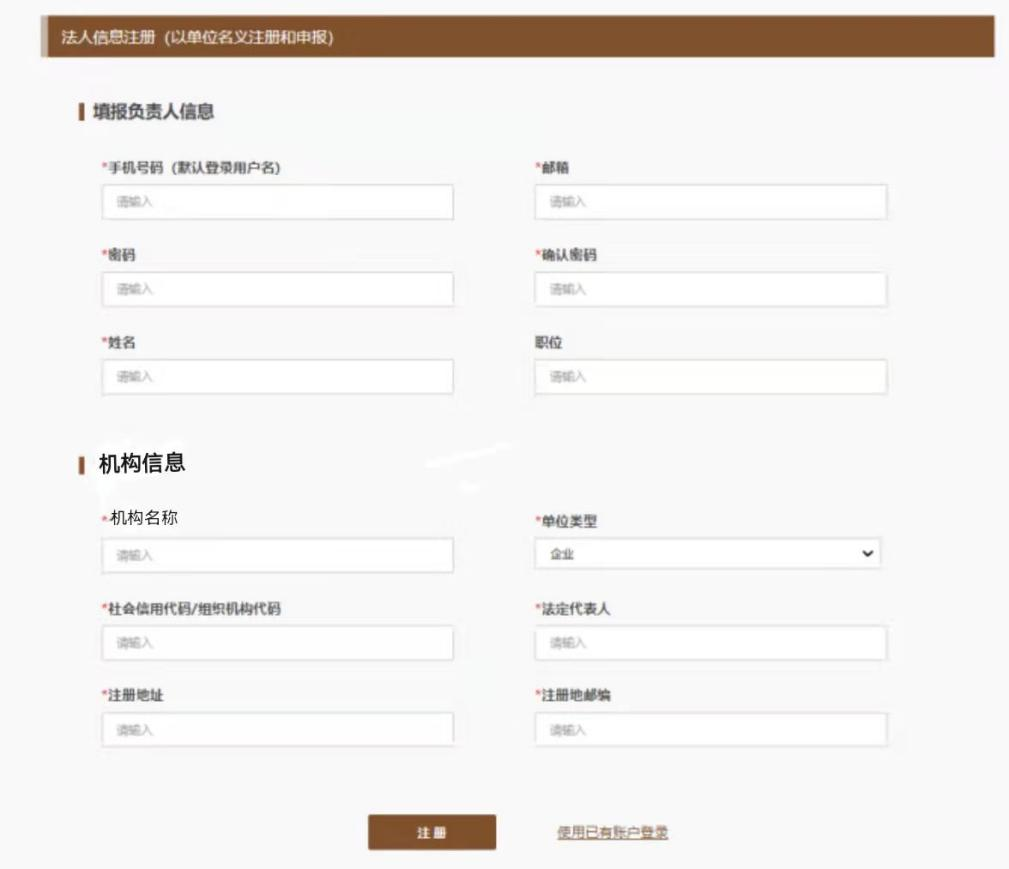 法人信息注册（以单位名义注册和申报）
填报负责人信息
*手机号码（默认登录用户名） *邮箱
请输入 请输入
*密码 *确认密码
请输入 请输入
*姓名 职位
请输入 请输入
机构信息
*机构名称 *单位类型
请输入 企业
*社会信用代码/组织机构代码 *法定代表人
请输入 请输入
*注册地址 *注册地邮编
请输入 请输入
注册 使用已有账户登录